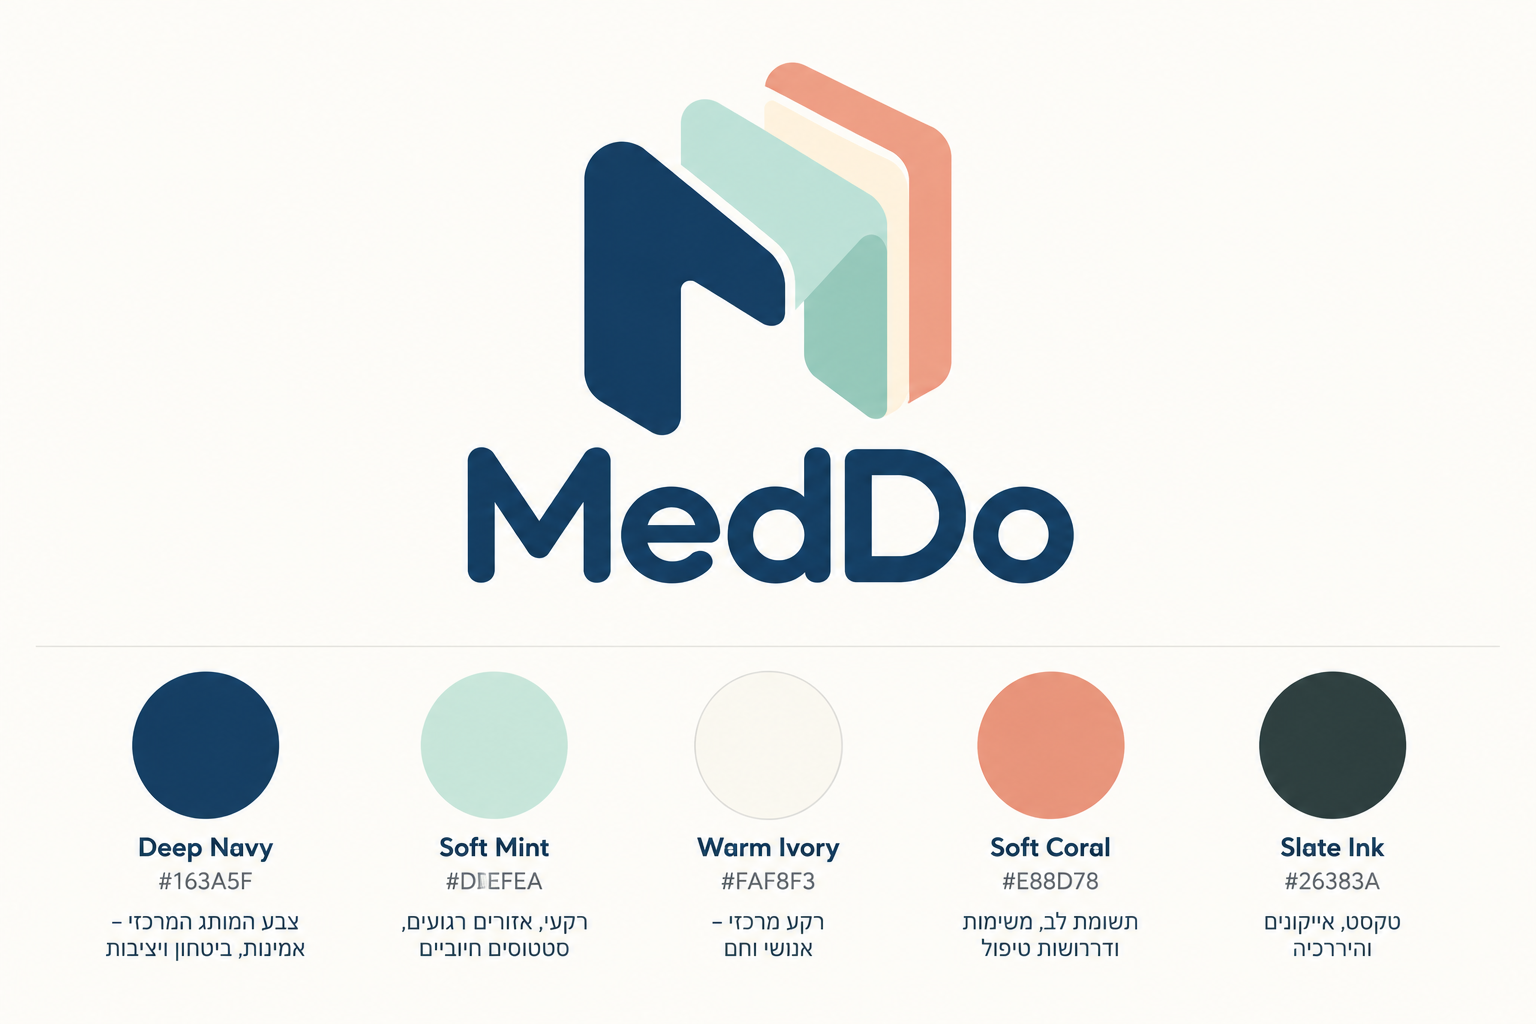 MedDo
Deep Navy
#163A5F
צבע המותג המרכזי –
אמינות, ביטחון ויציבות
Soft Mint
רקעי, אזורים רגועים,
סטטוסים חיוביים
Warm Ivory
#FAF8F3
רקע מרכזי –
אנושי וחם
Soft Coral
#E88D78
תשומת לב, משימות
ודררושות טיפול
Slate Ink
#26383A
טקסט, אייקונים
והיררכיה